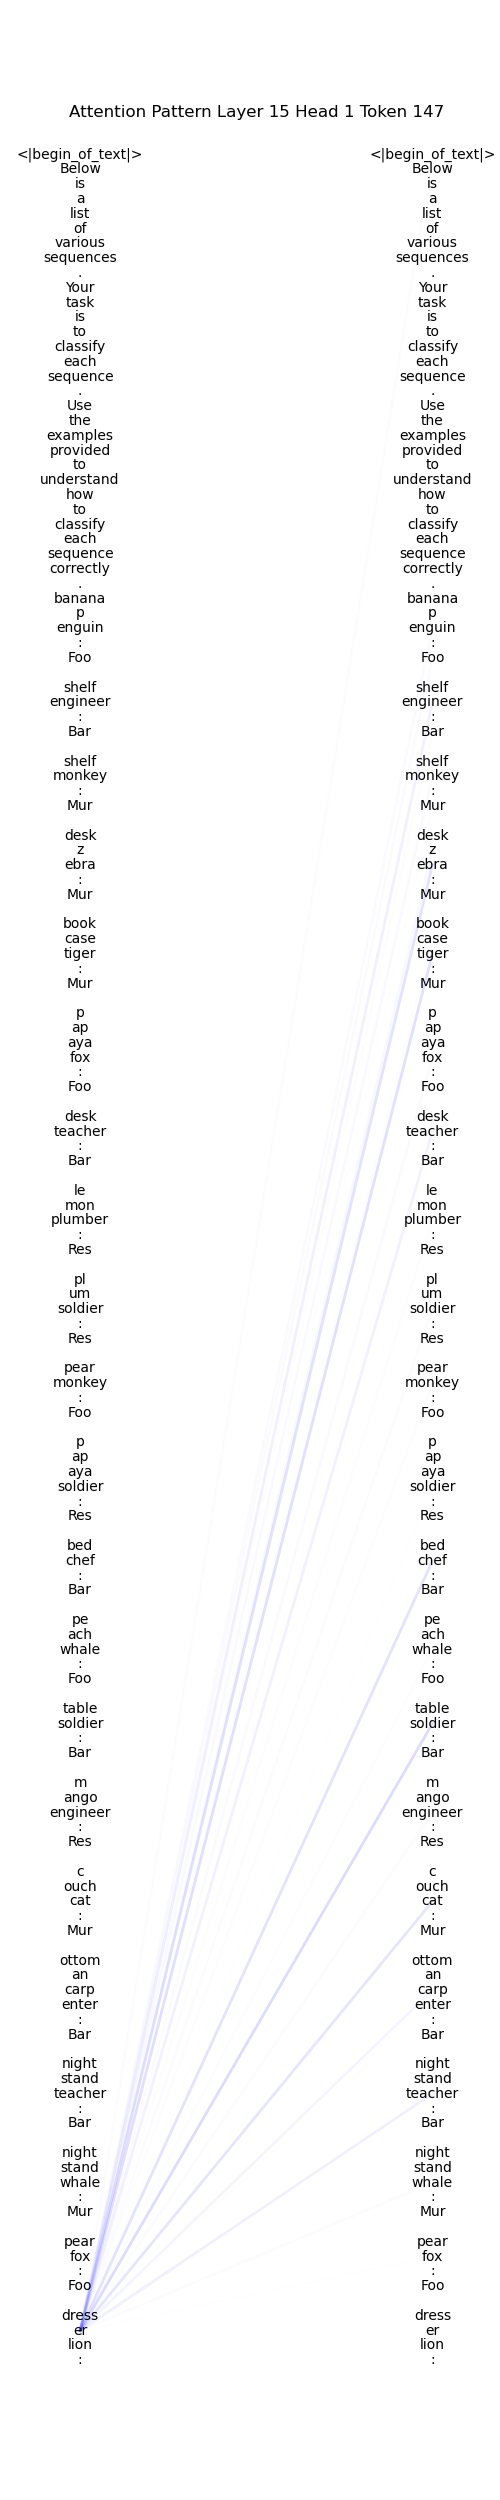 Attention Pattern Layer 15 Head 1 Token 147
<|begin_of_text|>
Below
is
a
list
of
various
sequences
.
Your
task
is
to
classify
each
sequence
.
Use
the
examples
provided
to
understand
how
to
classify
each
sequence
correctly
.
banana
p
enguin
:
Foo
shelf
engineer
:
Bar
shelf
monkey
:
Mur
desk
z
ebra
:
Mur
book
case
tiger
:
Mur
p
ap
aya
fox
:
Foo
desk
teacher
:
Bar
le
mon
plumber
:
Res
pl
um
soldier
:
Res
pear
monkey
:
Foo
p
ap
aya
soldier
:
Res
bed
chef
:
Bar
pe
ach
whale
:
Foo
table
soldier
:
Bar
m
ango
engineer
:
Res
c
ouch
cat
:
Mur
ottom
an
carp
enter
:
Bar
night
stand
teacher
:
Bar
night
stand
whale
:
Mur
pear
fox
:
Foo
dress
er
lion
:
<|begin_of_text|>
Below
is
a
list
of
various
sequences
.
Your
task
is
to
classify
each
sequence
.
Use
the
examples
provided
to
understand
how
to
classify
each
sequence
correctly
.
banana
p
enguin
:
Foo
shelf
engineer
:
Bar
shelf
monkey
:
Mur
desk
z
ebra
:
Mur
book
case
tiger
:
Mur
p
ap
aya
fox
:
Foo
desk
teacher
:
Bar
le
mon
plumber
:
Res
pl
um
soldier
:
Res
pear
monkey
:
Foo
p
ap
aya
soldier
:
Res
bed
chef
:
Bar
pe
ach
whale
:
Foo
table
soldier
:
Bar
m
ango
engineer
:
Res
c
ouch
cat
:
Mur
ottom
an
carp
enter
:
Bar
night
stand
teacher
:
Bar
night
stand
whale
:
Mur
pear
fox
:
Foo
dress
er
lion
: